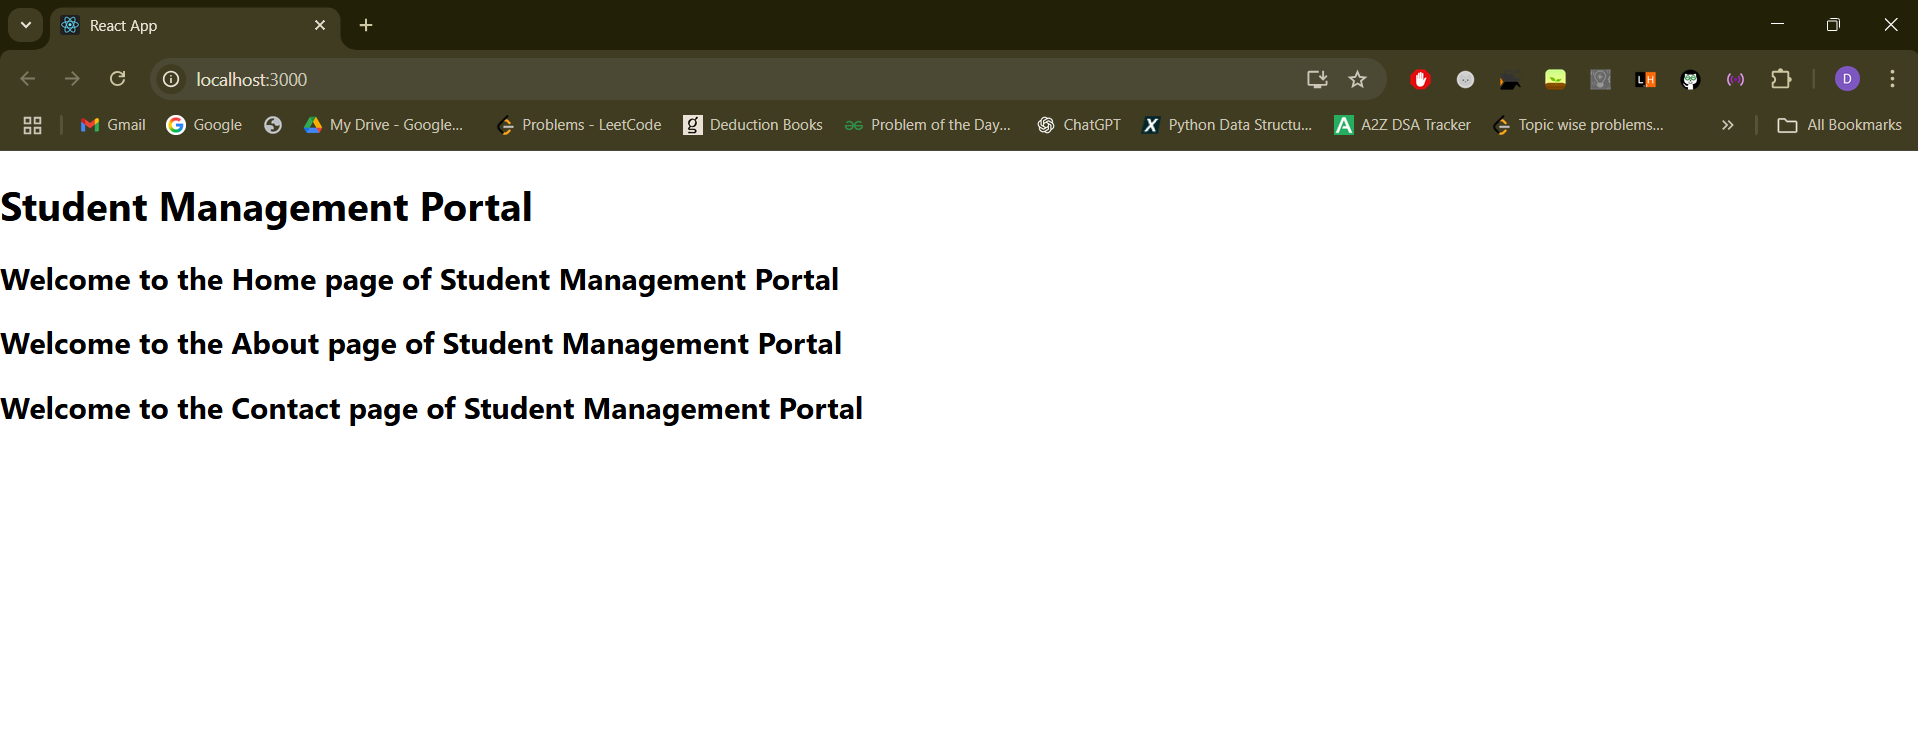 React App
localhost:3000
Gmail Google My Drive - Google... Problems - LeetCode Deduction Books Problem of the Day... ChatGPT Python Data Structu... A2Z DSA Tracker Topic wise problems... All Bookmarks
D
Student Management Portal
Welcome to the Home page of Student Management Portal
Welcome to the About page of Student Management Portal
Welcome to the Contact page of Student Management Portal